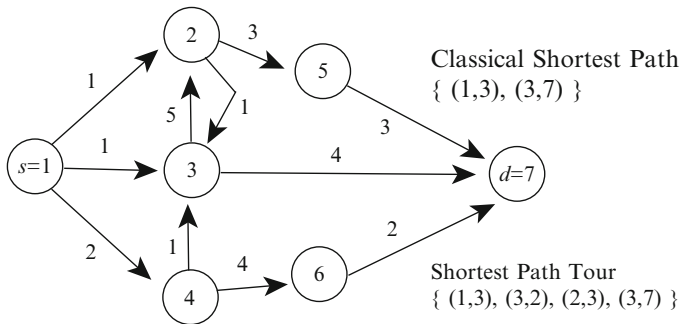 2
3
5
Classical Shortest Path
{ (1,3), (3,7) }
1
5
1
3
s=1
1
3
4
d=7
2
1
4
4
6
2
Shortest Path Tour
{ (1,3), (3,2), (2,3), (3,7) }